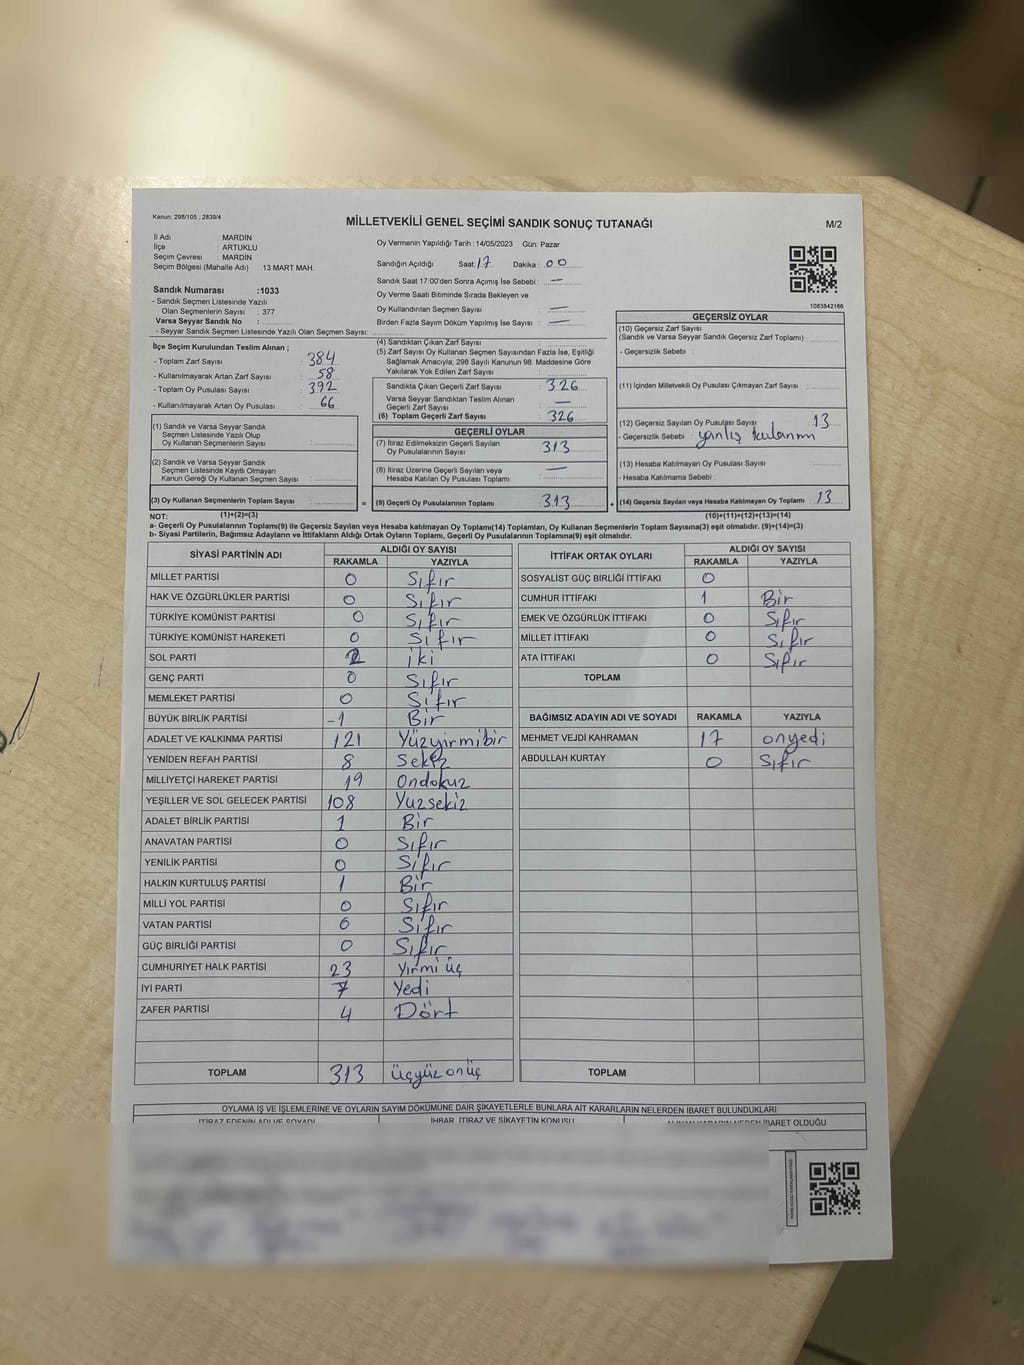 Kanun: 298/105 , 2839/4
MİLLETVEKİLİ GENEL SEÇİMİ SANDIK SONUÇ TUTANAĞI
M/2
İl Adı : MARDİN
İlçe : ARTUKLU
Seçim Çevresi : MARDİN
Seçim Bölgesi (Mahalle Adı) : 13 MART MAH.
Oy Vermenin Yapıldığı Tarih :14/05/2023 Gün: Pazar
Sandığın Açıldığı Saat: 17 Dakika : 00
Sandık Saat 17:00'den Sonra Açımış İse Sebebi : —
Oy Verme Saati Bitiminde Sırada Bekleyen ve
Oy Kullandırılan Seçmen Sayısı : —
Birden Fazla Sayım Döküm Yapılmış İse Sayısı : —
Sandık Numarası :1033
- Sandık Seçmen Listesinde Yazılı
Olan Seçmenlerin Sayısı : 377
Varsa Seyyar Sandık No :
- Seyyar Sandık Seçmen Listesinde Yazılı Olan Seçmen Sayısı:
1083842166
İlçe Seçim Kurulundan Teslim Alınan ;
- Toplam Zarf Sayısı : 384
- Kullanılmayarak Artan Zarf Sayısı : 58
- Toplam Oy Pusulası Sayısı : 392
- Kullanılmayarak Artan Oy Pusulası : 66
(1) Sandık ve Varsa Seyyar Sandık
Seçmen Listesinde Yazılı Olup
Oy Kullanan Seçmenlerin Sayısı :
(2) Sandık ve Varsa Seyyar Sandık
Seçmen Listesinde Kayıtlı Olmayan
Kanun Gereği Oy Kullanan Seçmen Sayısı :
(3) Oy Kullanan Seçmenlerin Toplam Sayısı :
(4) Sandıktan Çıkan Zarf Sayısı :
(5) Zarf Sayısı Oy Kullanan Seçmen Sayısından Fazla İse, Eşitliği
Sağlamak Amacıyla, 298 Sayılı Kanunun 98. Maddesine Göre
Yakılarak Yok Edilen Zarf Sayısı :
Sandıkta Çıkan Geçerli Zarf Sayısı : 326
Varsa Seyyar Sandıktan Teslim Alınan
Geçerli Zarf Sayısı : —
(6) Toplam Geçerli Zarf Sayısı : 326
GEÇERLİ OYLAR
(7) İtiraz Edilmeksizin Geçerli Sayılan
Oy Pusulalarının Sayısı : 313
(8) İtiraz Üzerine Geçerli Sayılan veya
Hesaba Katılan Oy Pusulaları Toplamı : —
= (9) Geçerli Oy Pusulalarının Toplamı : 313
GEÇERSİZ OYLAR
(10) Geçersiz Zarf Sayısı
(Sandık ve Varsa Seyyar Sandık Geçersiz Zarf Toplamı) :
- Geçersizlik Sebebi :
(11) İçinden Milletvekili Oy Pusulası Çıkmayan Zarf Sayısı :
(12) Geçersiz Sayılan Oy Pusulası Sayısı : 13
- Geçersizlik Sebebi : yanlış kullanım
(13) Hesaba Katılmayan Oy Pusulası Sayısı :
- Hesaba Katılmama Sebebi :
+ (14) Geçersiz Sayılan veya Hesaba Katılmayan Oy Toplamı : 13
NOT: (1)+(2)=(3) (10)+(11)+(12)+(13)=(14)
a- Geçerli Oy Pusulalarının Toplamı(9) ile Geçersiz Sayılan veya Hesaba katılmayan Oy Toplamı(14) Toplamları, Oy Kullanan Seçmenlerin Toplam Sayısına(3) eşit olmalıdır. (9)+(14)=(3)
b- Siyasi Partilerin, Bağımsız Adayların ve İttifakların Aldığı Ortak Oyların Toplamı, Geçerli Oy Pusulalarının Toplamına(9) eşit olmalıdır.
SİYASİ PARTİNİN ADI ALDIĞI OY SAYISI
RAKAMLA YAZIYLA
MİLLET PARTİSİ 0 Sıfır
HAK VE ÖZGÜRLÜKLER PARTİSİ 0 Sıfır
TÜRKİYE KOMÜNİST PARTİSİ 0 Sıfır
TÜRKİYE KOMÜNİST HAREKETİ 0 Sıfır
SOL PARTİ 2 iki
GENÇ PARTİ 0 Sıfır
MEMLEKET PARTİSİ 0 Sıfır
BÜYÜK BİRLİK PARTİSİ -1 Bir
ADALET VE KALKINMA PARTİSİ 121 Yüzyirmibir
YENİDEN REFAH PARTİSİ 8 Sekiz
MİLLİYETÇİ HAREKET PARTİSİ 19 Ondokuz
YEŞİLLER VE SOL GELECEK PARTİSİ 108 Yüzsekiz
ADALET BİRLİK PARTİSİ 1 Bir
ANAVATAN PARTİSİ 0 Sıfır
YENİLİK PARTİSİ 0 Sıfır
HALKIN KURTULUŞ PARTİSİ 1 Bir
MİLLİ YOL PARTİSİ 0 Sıfır
VATAN PARTİSİ 0 Sıfır
GÜÇ BİRLİĞİ PARTİSİ 0 Sıfır
CUMHURİYET HALK PARTİSİ 23 Yirmi üç
İYİ PARTİ 7 Yedi
ZAFER PARTİSİ 4 Dört
TOPLAM 313 üçyüz onüç
İTTİFAK ORTAK OYLARI ALDIĞI OY SAYISI
RAKAMLA YAZIYLA
SOSYALİST GÜÇ BİRLİĞİ İTTİFAKI 0
CUMHUR İTTİFAKI 1 Bir
EMEK VE ÖZGÜRLÜK İTTİFAKI 0 Sıfır
MİLLET İTTİFAKI 0 Sıfır
ATA İTTİFAKI 0 Sıfır
TOPLAM
BAĞIMSIZ ADAYIN ADI VE SOYADI RAKAMLA YAZIYLA
MEHMET VEJDİ KAHRAMAN 17 onyedi
ABDULLAH KURTAY 0 Sıfır
TOPLAM
OYLAMA İŞ VE İŞLEMLERİNE VE OYLARIN SAYIM DÖKÜMÜNE DAİR ŞİKAYETLERLE BUNLARA AİT KARARLARIN NELERDEN İBARET BULUNDUKLARI
İTİRAZ EDENİN ADI VE SOYADI İHBAR, İTİRAZ VE ŞİKAYETİN KONUSU İBARET OLDUĞU